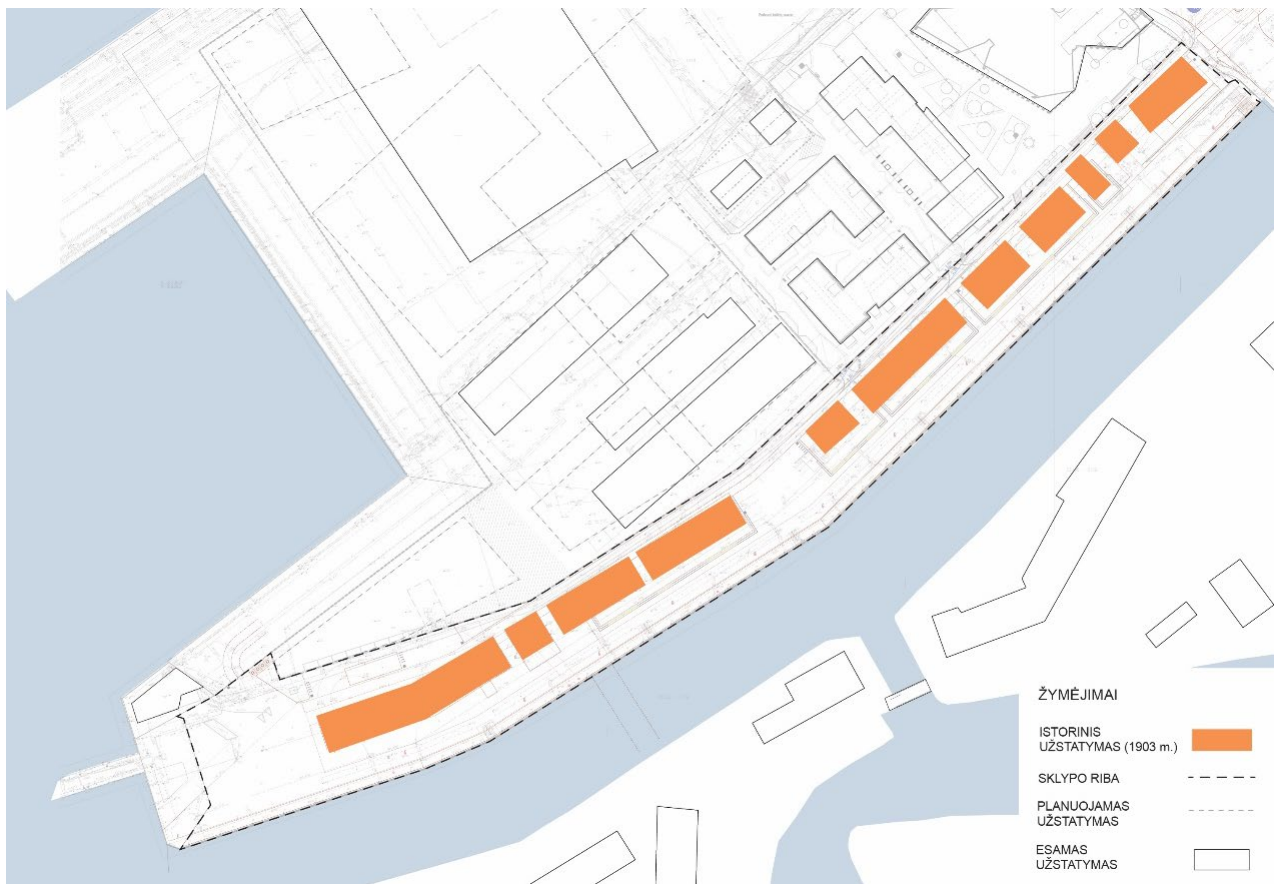 ŽYMĖJIMAI
ISTORINIS
UŽSTATYMAS (1903 m.)
SKLYPO RIBA
PLANUOJAMAS
UŽSTATYMAS
ESAMAS
UŽSTATYMAS